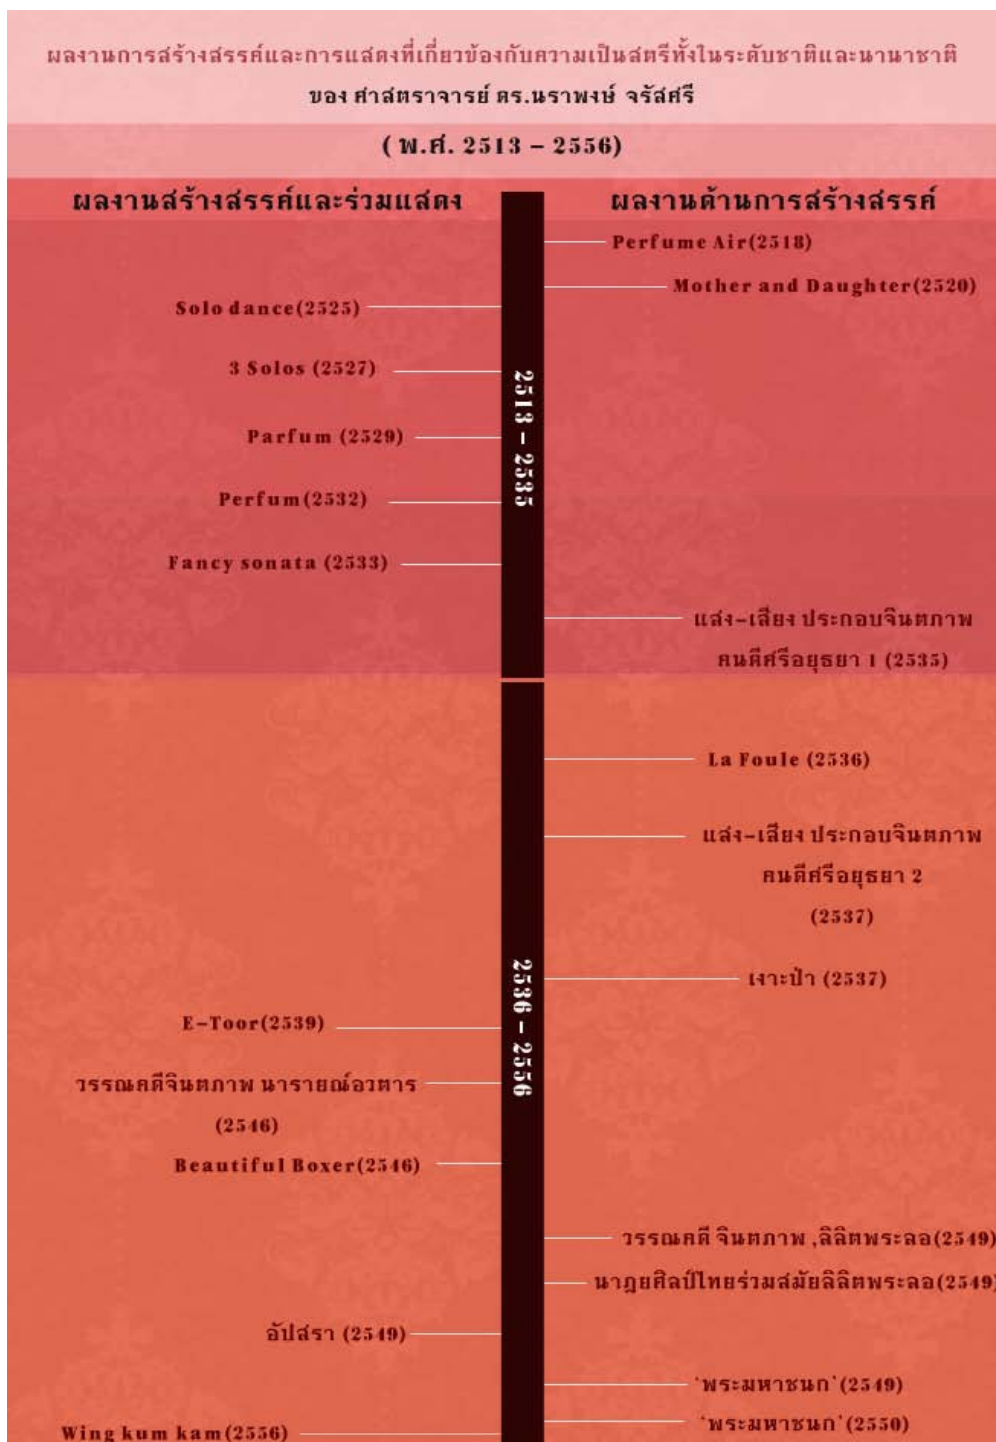 ผลงานการสร้างสรรค์และการแสดงที่เกี่ยวข้องกับความเป็นสตรีทั้งในระดับชาติและนานาชาติ
ของ ศาสตราจารย์ ดร.นราพงษ์ จรัสศรี
( พ.ศ. 2513 – 2556)
ผลงานสร้างสรรค์และร่วมแสดง
ผลงานด้านการสร้างสรรค์
Perfume Air(2518)
Mother and Daughter(2520)
Solo dance(2525)
3 Solos (2527)
2513 – 2535
Parfum (2529)
Perfum(2532)
Fancy sonata (2533)
แสง-เสียง ประกอบจินตภาพ
คนดีศรีอยุธยา 1 (2535)
La Foule (2536)
แสง-เสียง ประกอบจินตภาพ
คนดีศรีอยุธยา 2
(2537)
2536 – 2556
เงาะป่า (2537)
E-Toor(2539)
วรรณคดีจินตภาพ นารายณ์อวตาร
(2546)
Beautiful Boxer(2546)
วรรณคดี จินตภาพ ,ลิลิตพระลอ(2549)
นาฎยศิลป์ไทยร่วมสมัยลิลิตพระลอ(2549)
อัปสรา (2549)
'พระมหาชนก'(2549)
'พระมหาชนก'(2550)
Wing kum kam(2556)